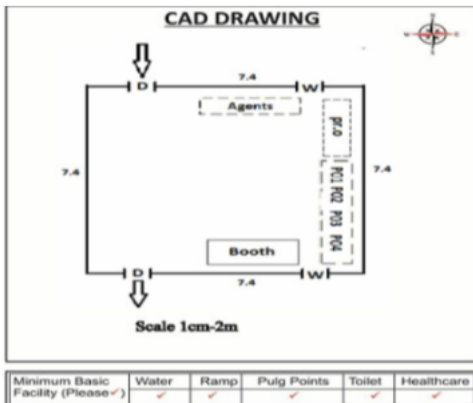 CAD DRAWING
N
W E
S
D 7.4 W
Agents
pr.o
7.4 7.4
PO1 PO2 PO3 PO4
Booth
D 7.4 W
Scale 1cm-2m
Minimum Basic Facility (Please✓) Water Ramp Pulg Points Toilet Healthcare
✓ ✓ ✓ ✓ ✓